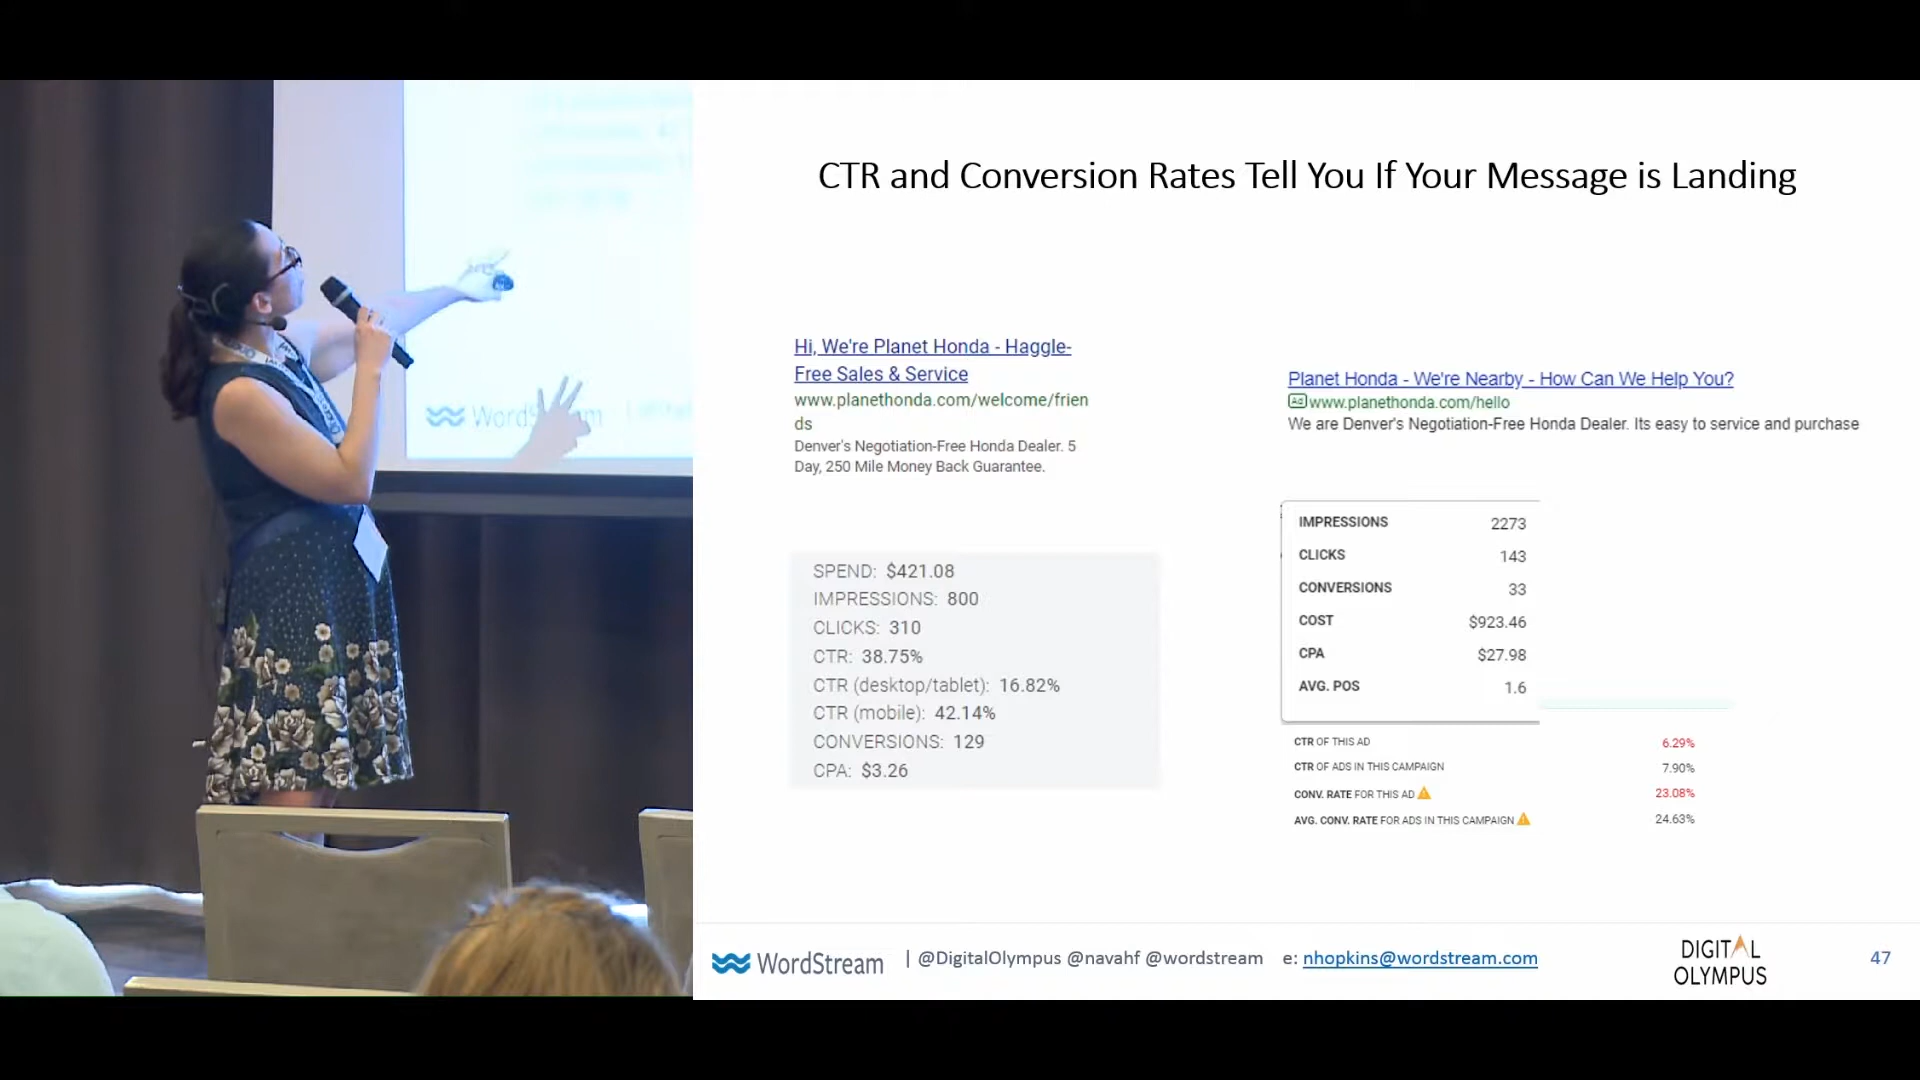 CTR and Conversion Rates Tell You If Your Message is Landing
Hi, We're Planet Honda - Haggle-
Free Sales & Service
www.planethonda.com/welcome/frien
ds
Denver's Negotiation-Free Honda Dealer. 5
Day, 250 Mile Money Back Guarantee.
SPEND: $421.08
IMPRESSIONS: 800
CLICKS: 310
CTR: 38.75%
CTR (desktop/tablet): 16.82%
CTR (mobile): 42.14%
CONVERSIONS: 129
CPA: $3.26
Planet Honda - We're Nearby - How Can We Help You?
Ad www.planethonda.com/hello
We are Denver's Negotiation-Free Honda Dealer. Its easy to service and purchase
IMPRESSIONS 2273
CLICKS 143
CONVERSIONS 33
COST $923.46
CPA $27.98
AVG. POS 1.6
CTR OF THIS AD 6.29%
CTR OF ADS IN THIS CAMPAIGN 7.90%
CONV. RATE FOR THIS AD 23.08%
AVG. CONV. RATE FOR ADS IN THIS CAMPAIGN 24.63%
WordStream | @DigitalOlympus @navahf @wordstream e: nhopkins@wordstream.com
DIGITAL
OLYMPUS
47